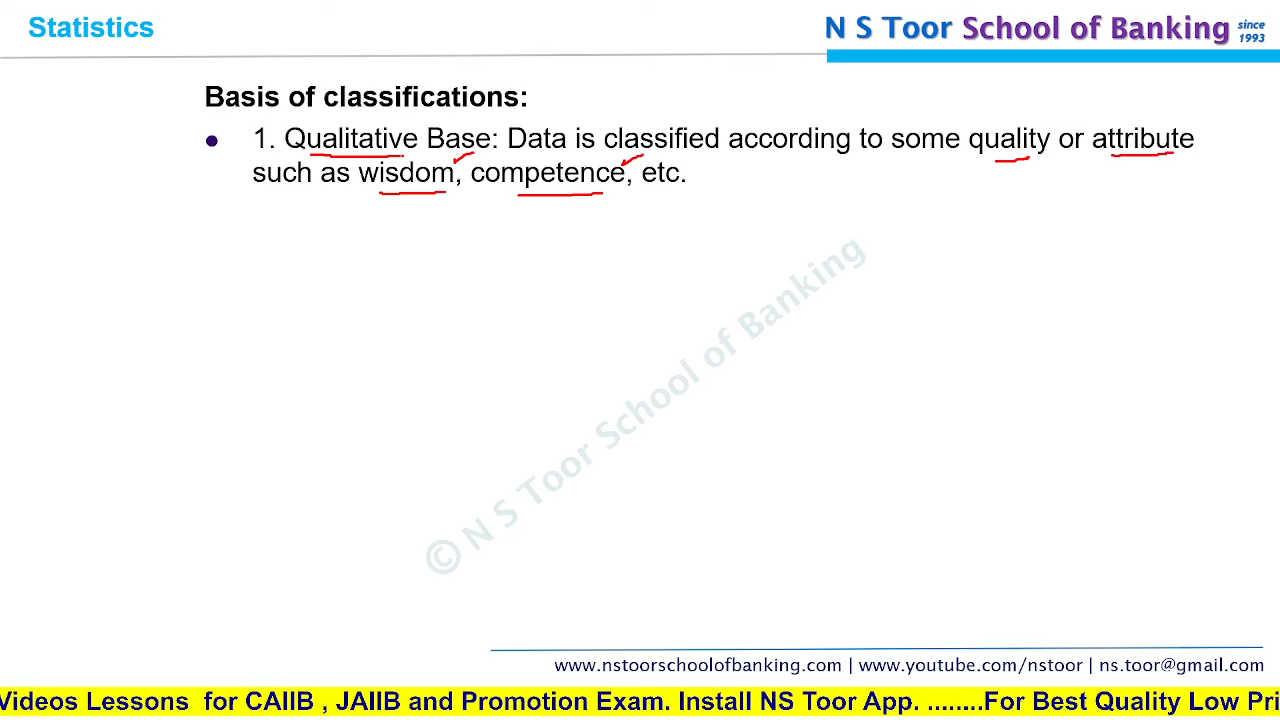 Statistics
N S Toor School of Banking since 1993
Basis of classifications:
• 1. Qualitative Base: Data is classified according to some quality or attribute
such as wisdom, competence, etc.
© N S Toor School of Banking
www.nstoorschoolofbanking.com | www.youtube.com/nstoor | ns.toor@gmail.com
Videos Lessons for CAIIB , JAIIB and Promotion Exam. Install NS Toor App. ........For Best Quality Low Pri